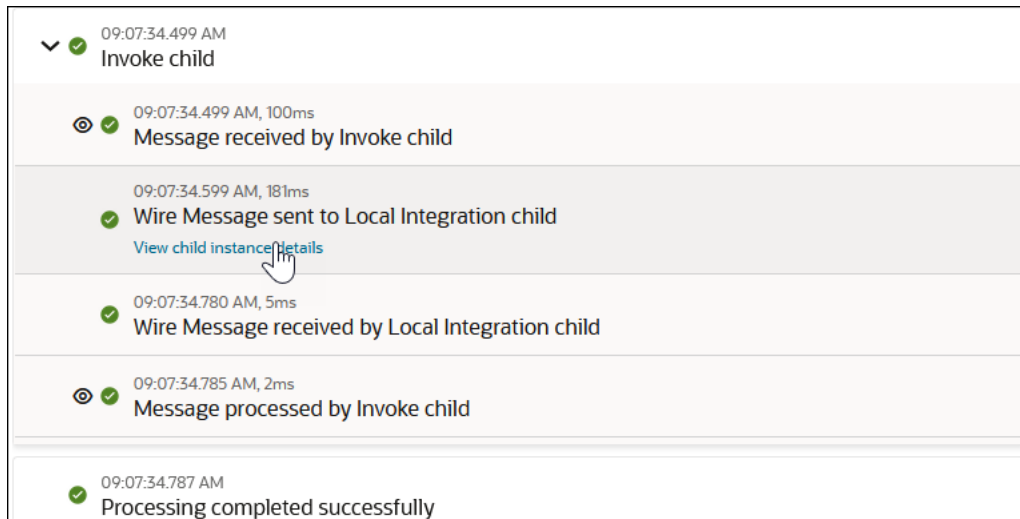 09:07:34.499 AM
Invoke child
09:07:34.499 AM, 100ms
Message received by Invoke child
09:07:34.599 AM, 181ms
Wire Message sent to Local Integration child
View child instance details
09:07:34.780 AM, 5ms
Wire Message received by Local Integration child
09:07:34.785 AM, 2ms
Message processed by Invoke child
09:07:34.787 AM
Processing completed successfully